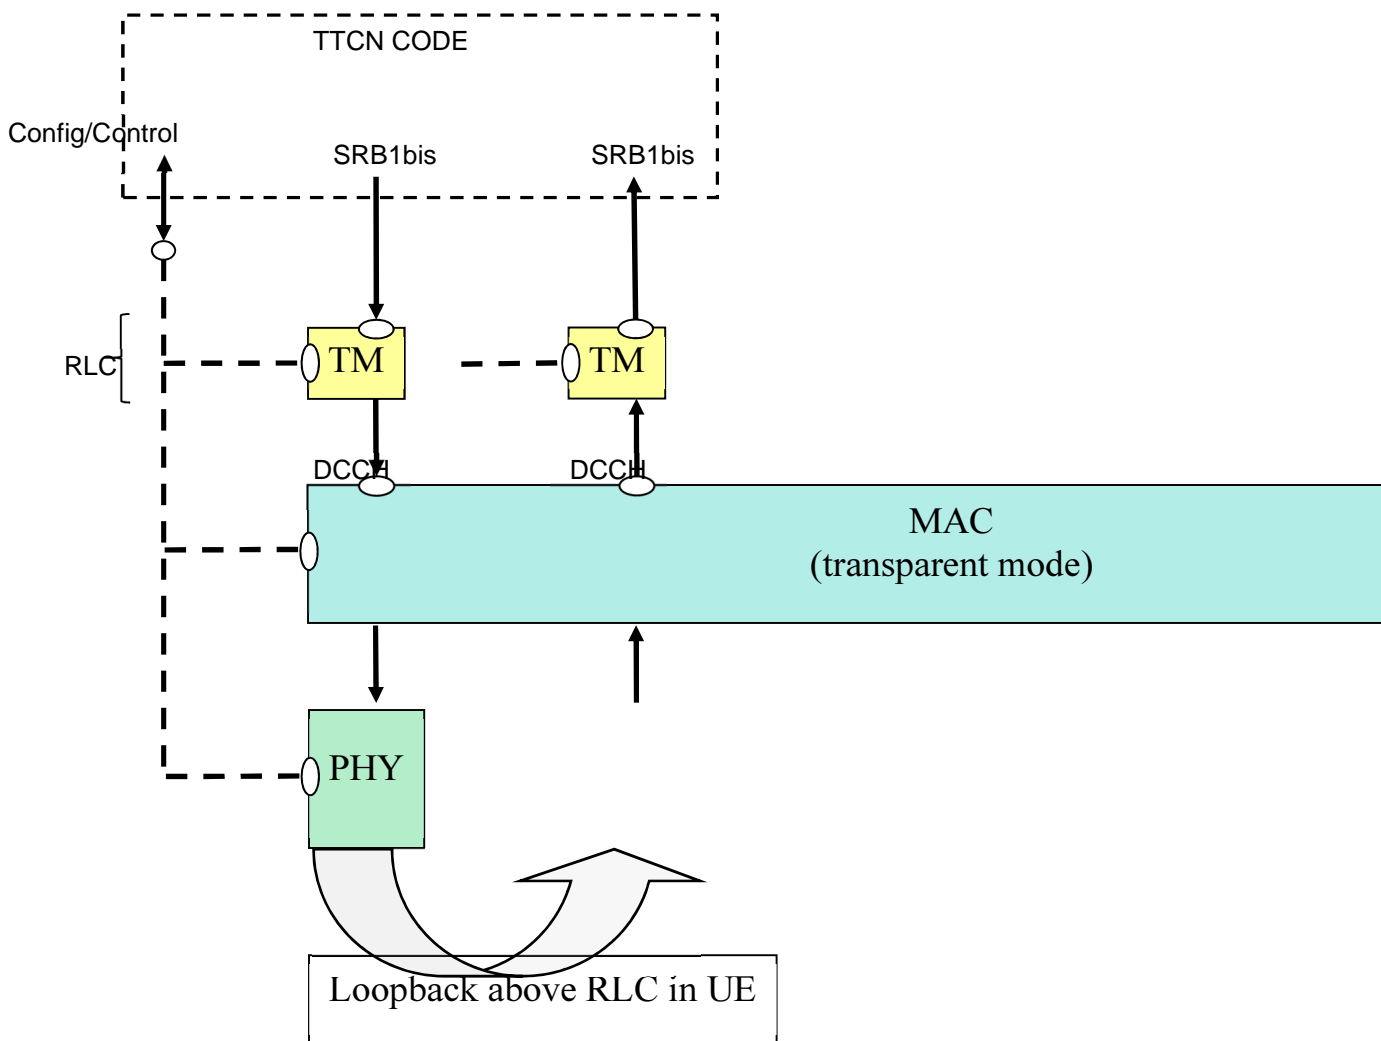 TTCN CODE
Config/Control
SRB1bis
SRB1bis
RLC
TM
TM
DCCH
DCCH
MAC
(transparent mode)
PHY
Loopback above RLC in UE